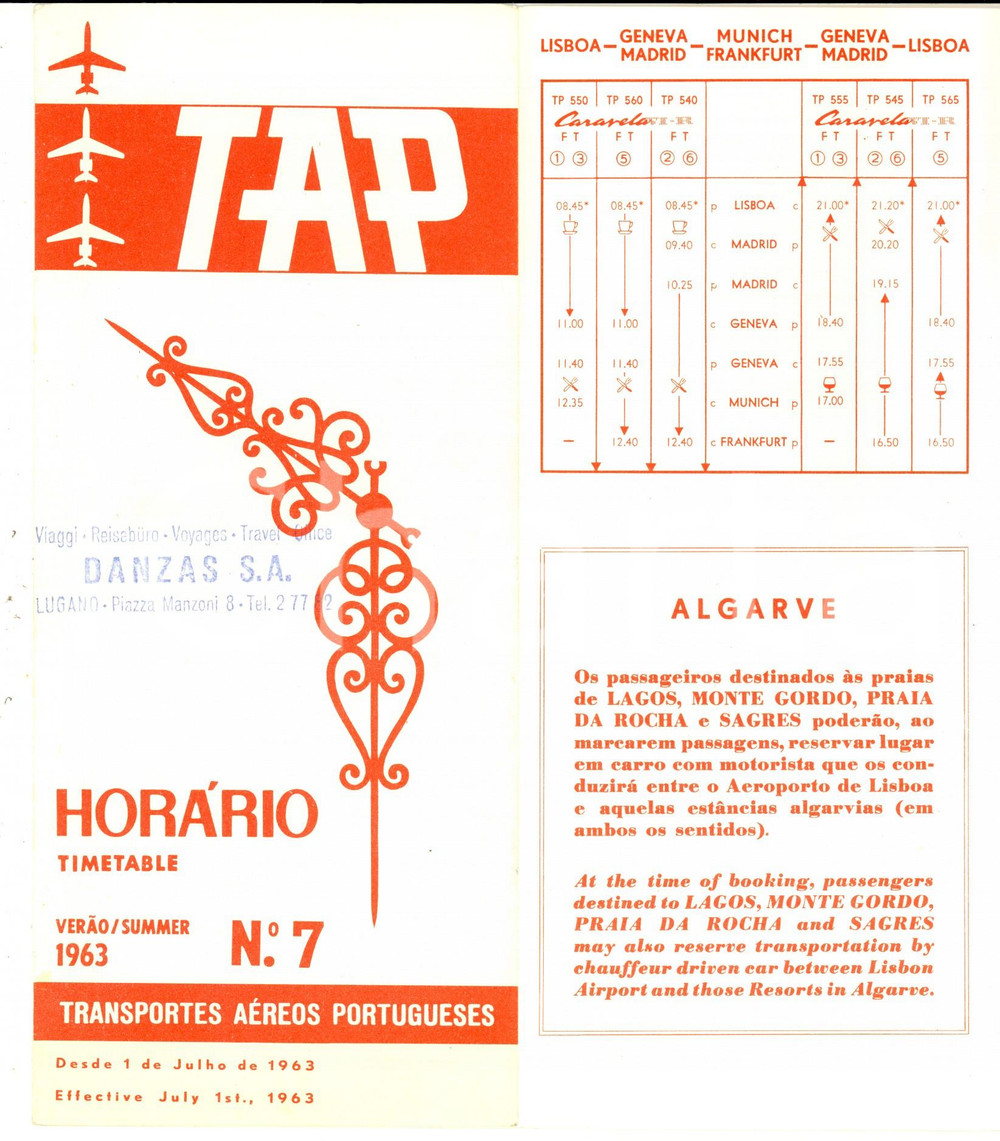 TAP
Viaggi - Reisebüro - Voyages - Travel Office
DANZAS S.A.
LUGANO - Piazza Manzoni 8 - Tel. 2 77 82
HORÁRIO
TIMETABLE
VERÃO/SUMMER
1963
N.º 7
TRANSPORTES AÉREOS PORTUGUESES
Desde 1 de Julho de 1963
Effective July 1st., 1963
LISBOA – GENEVA MADRID – MUNICH FRANKFURT – GENEVA MADRID – LISBOA
TP 550 TP 560 TP 540 TP 555 TP 545 TP 565
Caravela VI-R Caravela VI-R
F T F T F T F T F T F T
① ③ ⑤ ② ⑥ ① ③ ② ⑥ ⑤
08.45* 08.45* 08.45* p LISBOA c 21.00* 21.20* 21.00*
09.40 c MADRID p 20.20
10.25 p MADRID c 19.15
11.00 11.00 c GENEVA p 18.40 18.40
11.40 11.40 p GENEVA c 17.55 17.55
12.35 c MUNICH p 17.00
— 12.40 12.40 c FRANKFURT p — 16.50 16.50
ALGARVE
Os passageiros destinados às praias
de LAGOS, MONTE GORDO, PRAIA
DA ROCHA e SAGRES poderão, ao
marcarem passagens, reservar lugar
em carro com motorista que os con-
duzirá entre o Aeroporto de Lisboa
e aquelas estâncias algarvias (em
ambos os sentidos).
At the time of booking, passengers
destined to LAGOS, MONTE GORDO,
PRAIA DA ROCHA and SAGRES
may also reserve transportation by
chauffeur driven car between Lisbon
Airport and those Resorts in Algarve.